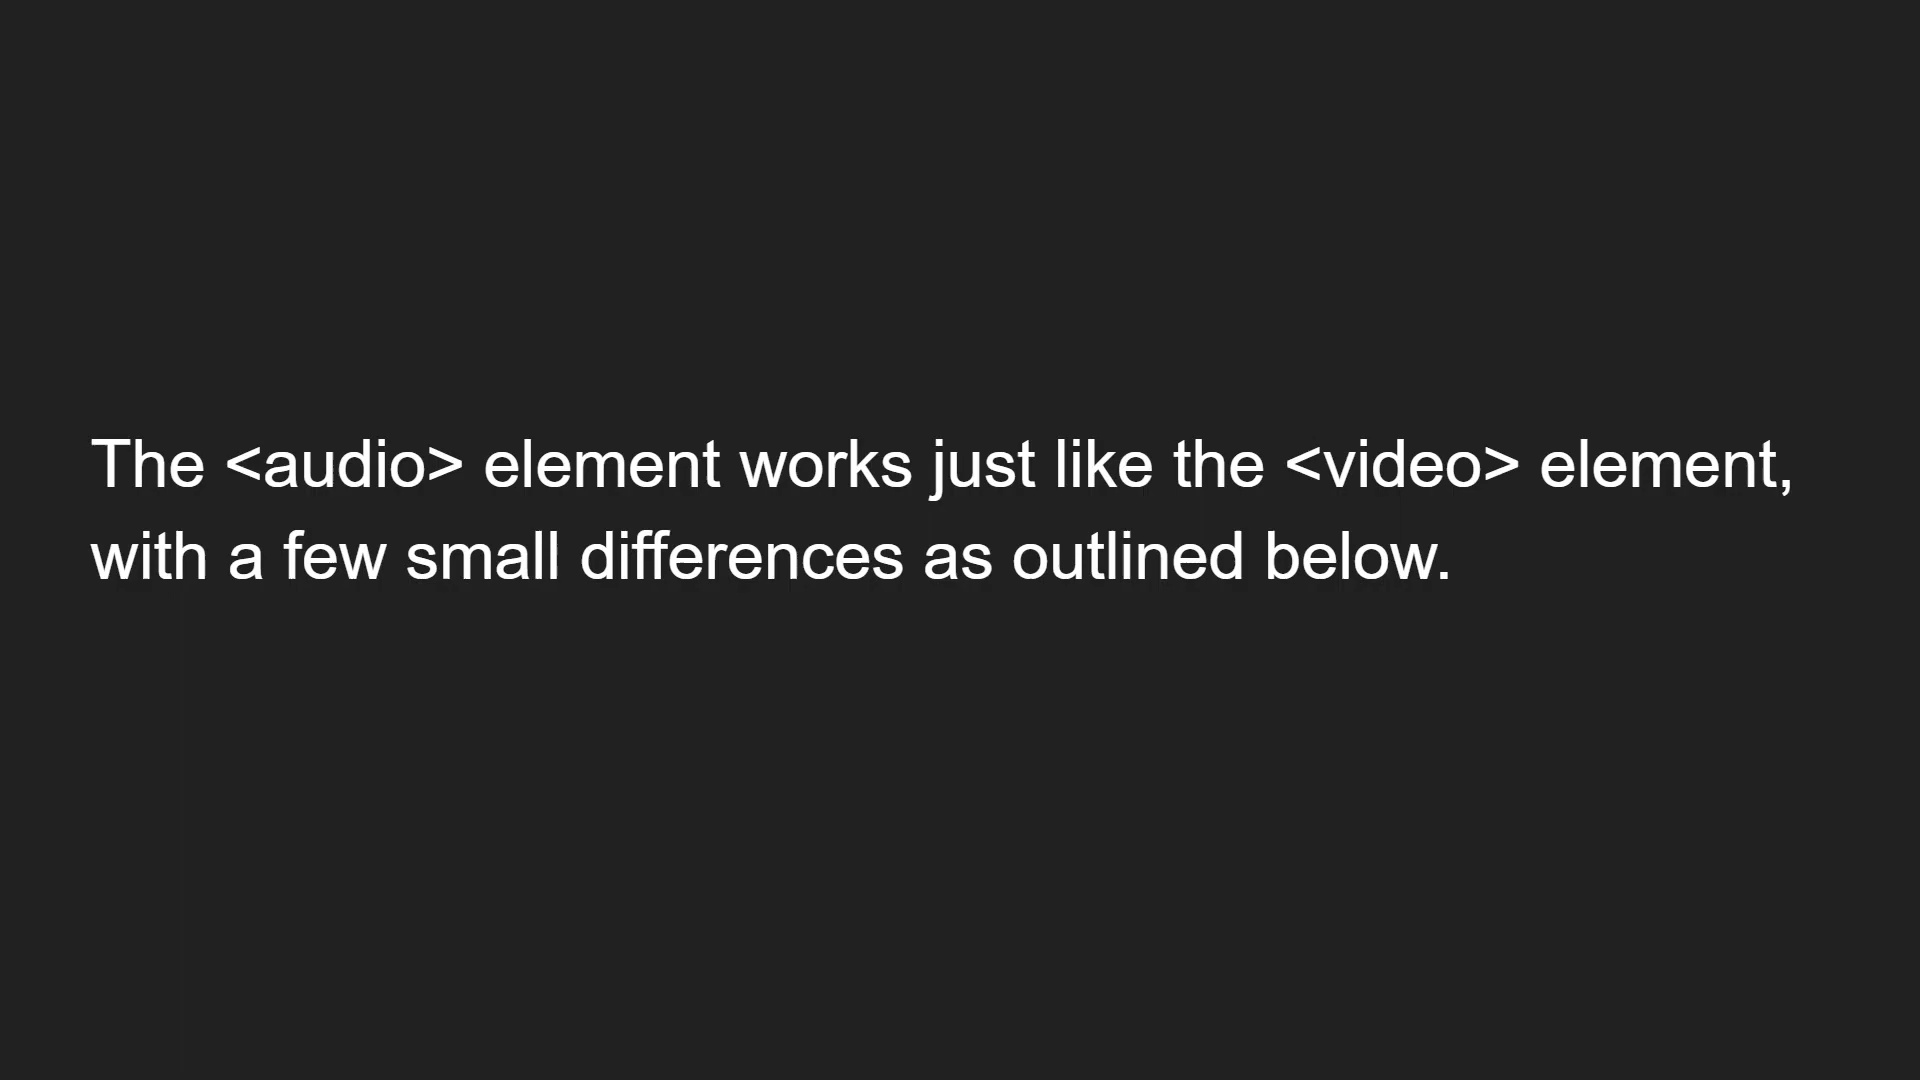 The <audio> element works just like the <video> element,
with a few small differences as outlined below.